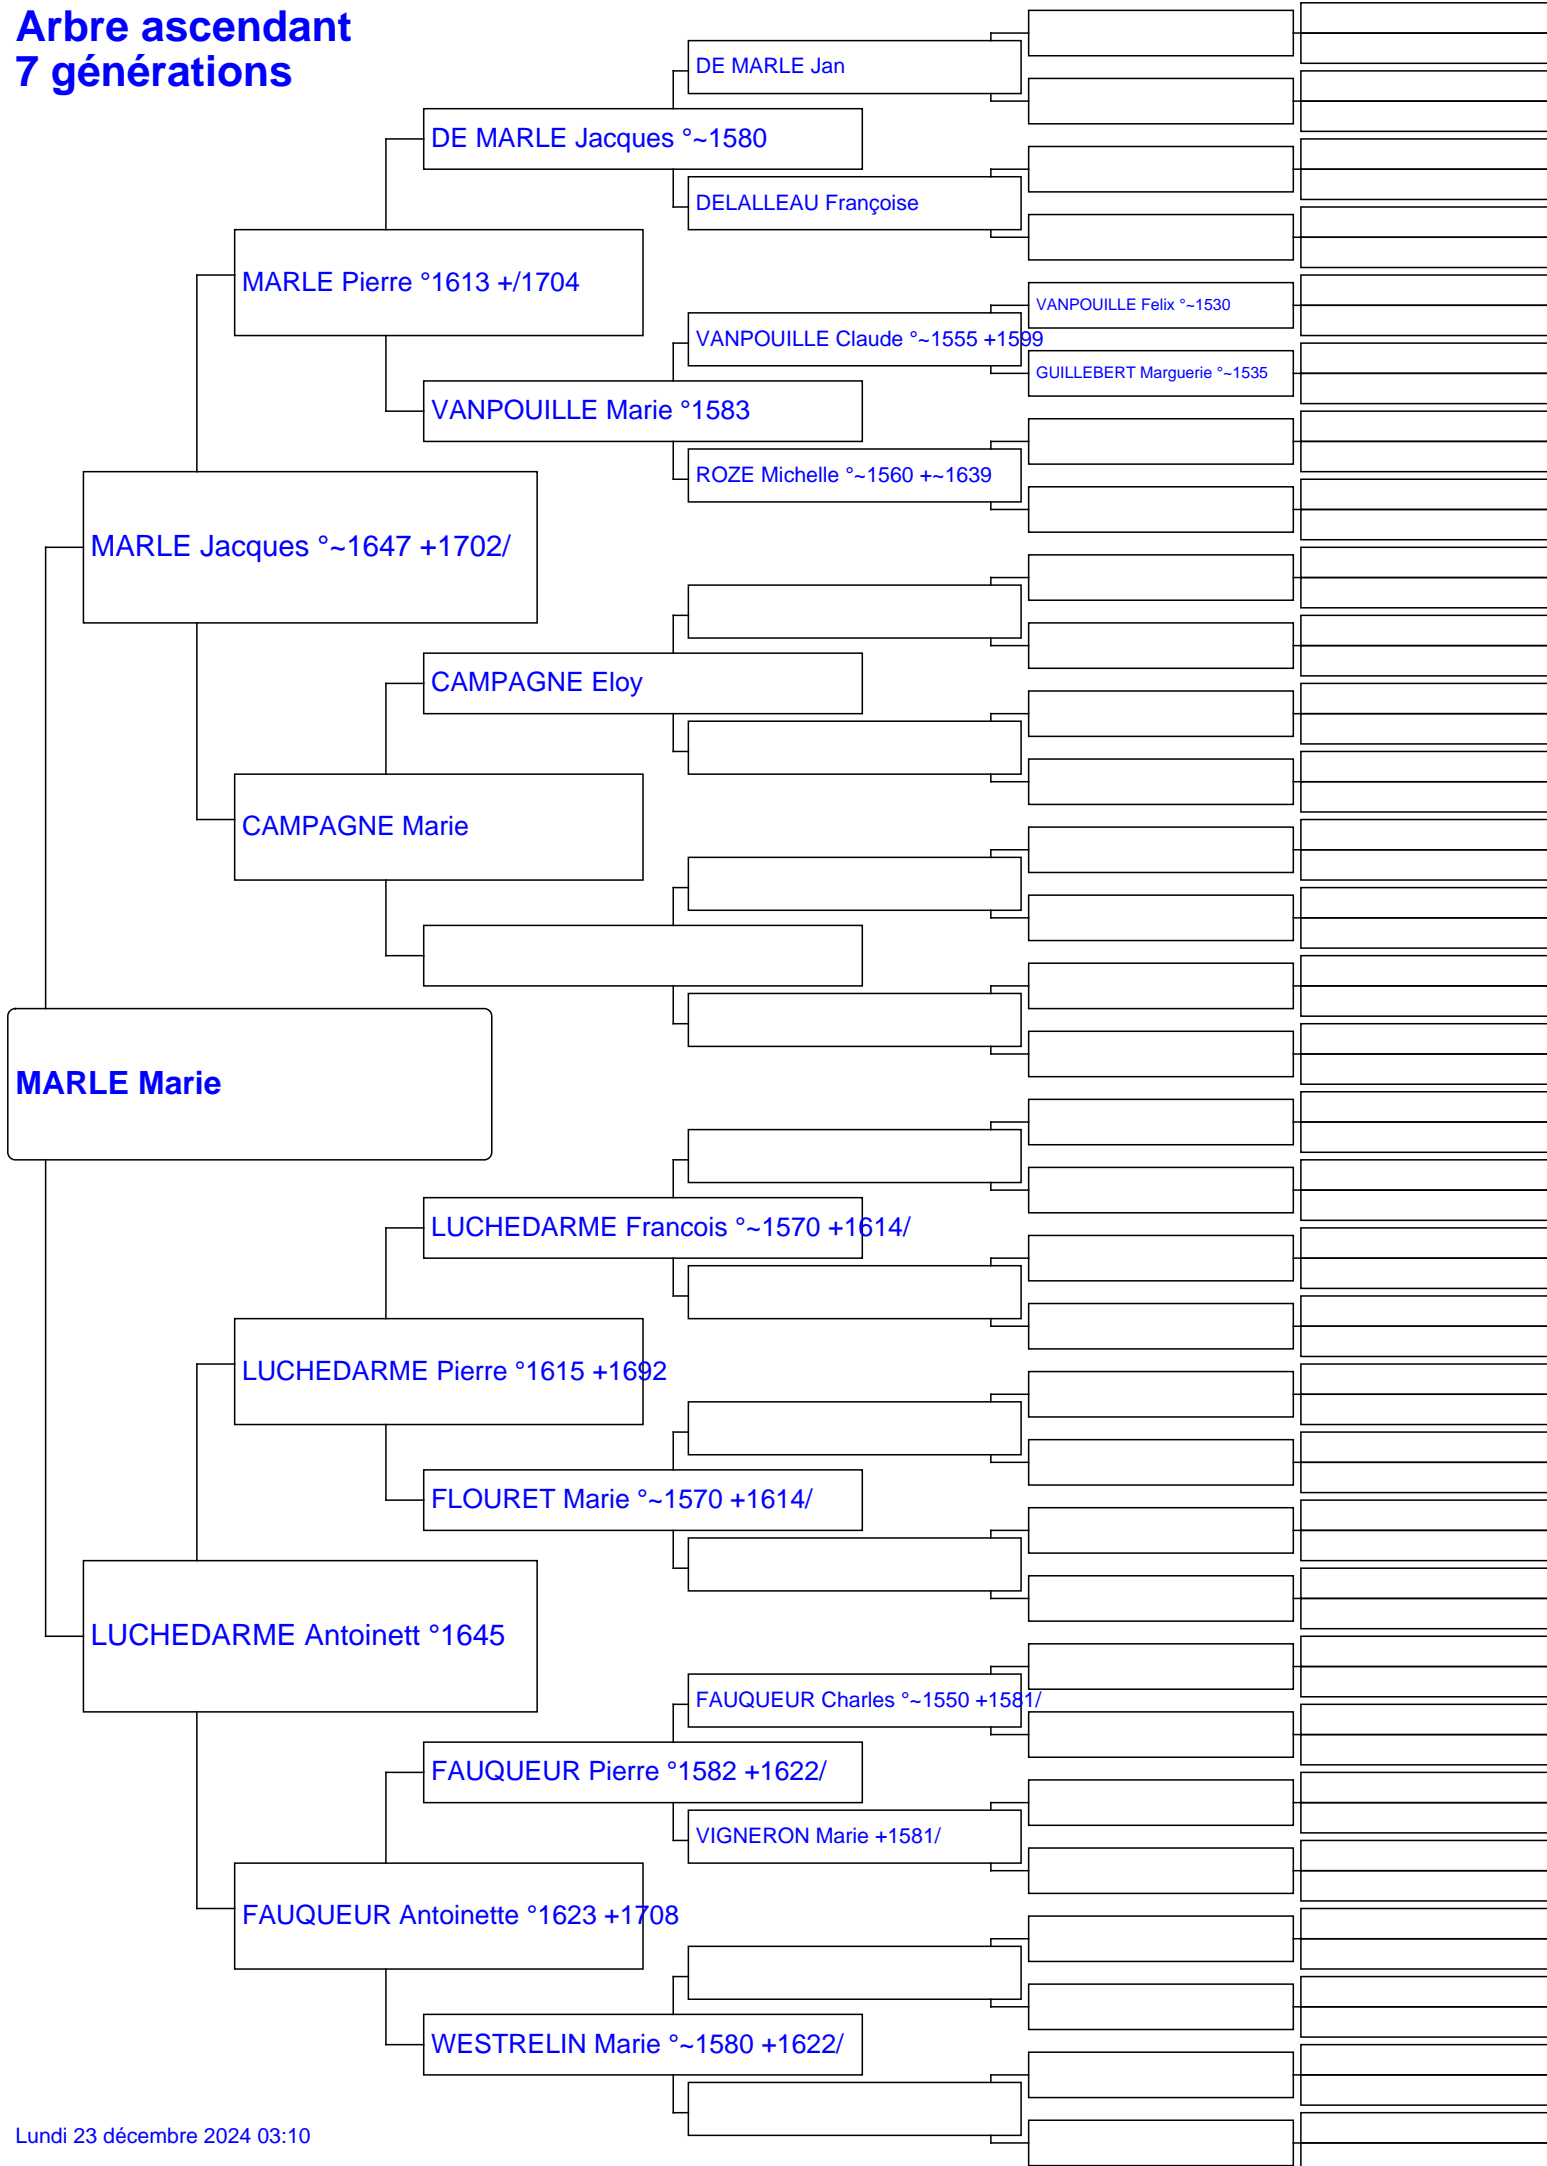 Arbre ascendant
7 générations
DE MARLE Jan
DE MARLE Jacques °~1580
DELALLEAU Françoise
MARLE Pierre °1613 +/1704
VANPOUILLE Felix °~1530
VANPOUILLE Claude °~1555 +1599
GUILLEBERT Marguerie °~1535
VANPOUILLE Marie °1583
ROZE Michelle °~1560 +~1639
MARLE Jacques °~1647 +1702/
CAMPAGNE Eloy
CAMPAGNE Marie
MARLE Marie
LUCHEDARME Francois °~1570 +1614/
LUCHEDARME Pierre °1615 +1692
FLOURET Marie °~1570 +1614/
LUCHEDARME Antoinett °1645
FAUQUEUR Charles °~1550 +1581/
FAUQUEUR Pierre °1582 +1622/
VIGNERON Marie +1581/
FAUQUEUR Antoinette °1623 +1708
WESTRELIN Marie °~1580 +1622/
Lundi 23 décembre 2024 03:10